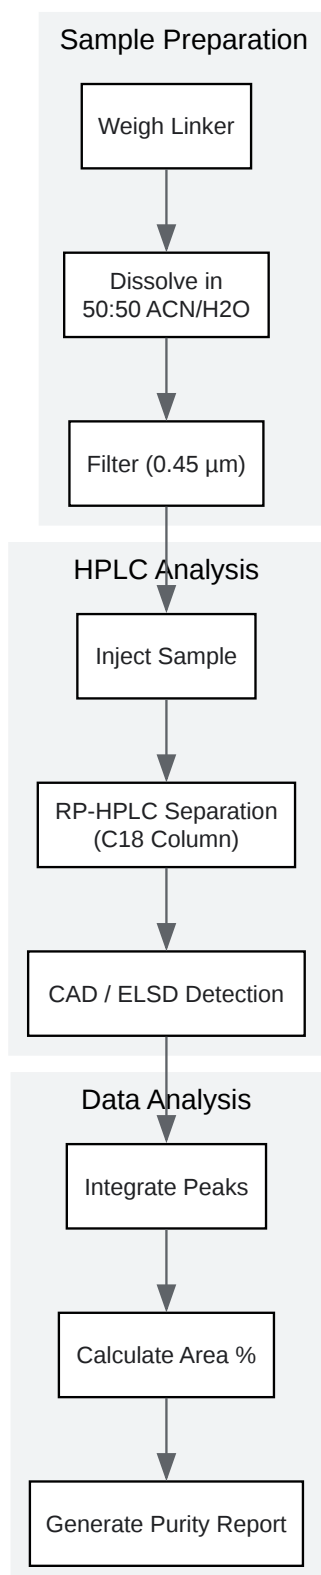 Sample Preparation
Weigh Linker
Dissolve in
50:50 ACN/H2O
Filter (0.45 µm)
HPLC Analysis
Inject Sample
RP-HPLC Separation
(C18 Column)
CAD / ELSD Detection
Data Analysis
Integrate Peaks
Calculate Area %
Generate Purity Report